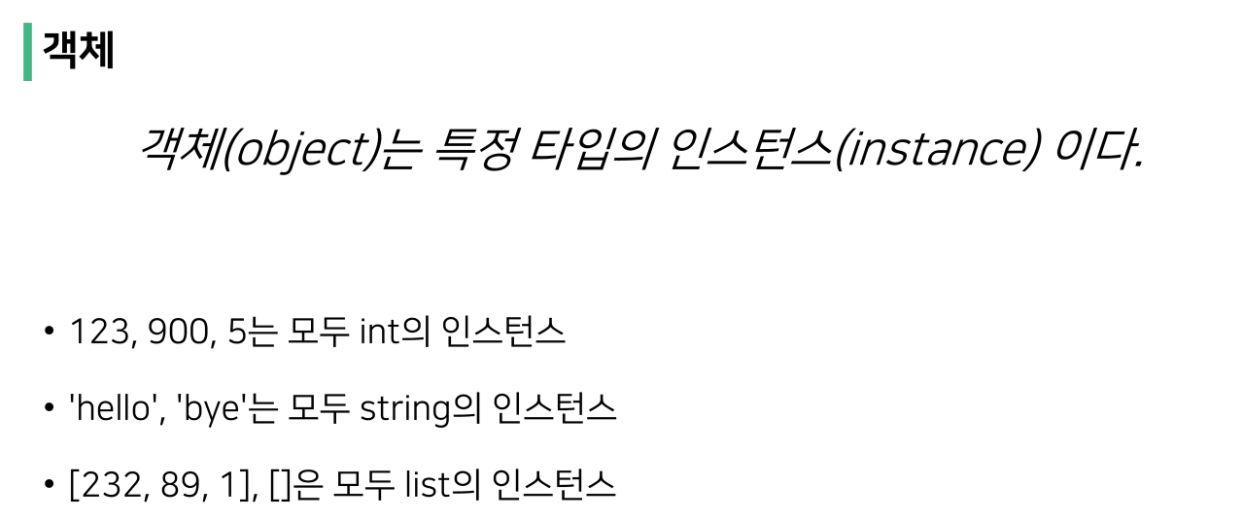 객체
객체(object)는 특정 타입의 인스턴스(instance) 이다.
• 123, 900, 5는 모두 int의 인스턴스
• 'hello', 'bye'는 모두 string의 인스턴스
• [232, 89, 1], []은 모두 list의 인스턴스